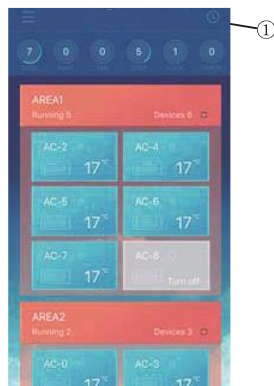 ①
7 0 0 5 1 0
AREA1
Running 5 Devices 6
AC-2 AC-4
17℃ 17℃
AC-5 AC-6
17℃ 17℃
AC-7 AC-8
17℃ Turn off
AREA2
Running 2 Devices 3
AC-0 AC-3
17℃ 17℃